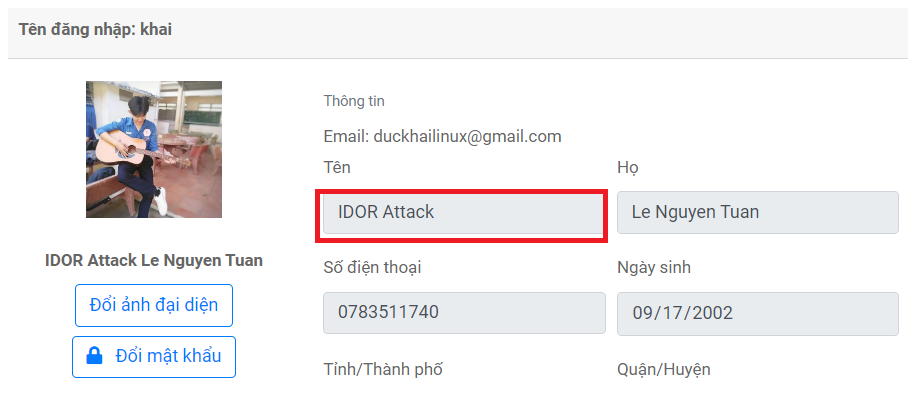 Tên đăng nhập: khai
Thông tin
Email: duckhailinux@gmail.com
Tên
Họ
IDOR Attack
Le Nguyen Tuan
IDOR Attack Le Nguyen Tuan
Số điện thoại
Ngày sinh
Đổi ảnh đại diện
0783511740
09/17/2002
Đổi mật khẩu
Tỉnh/Thành phố
Quận/Huyện